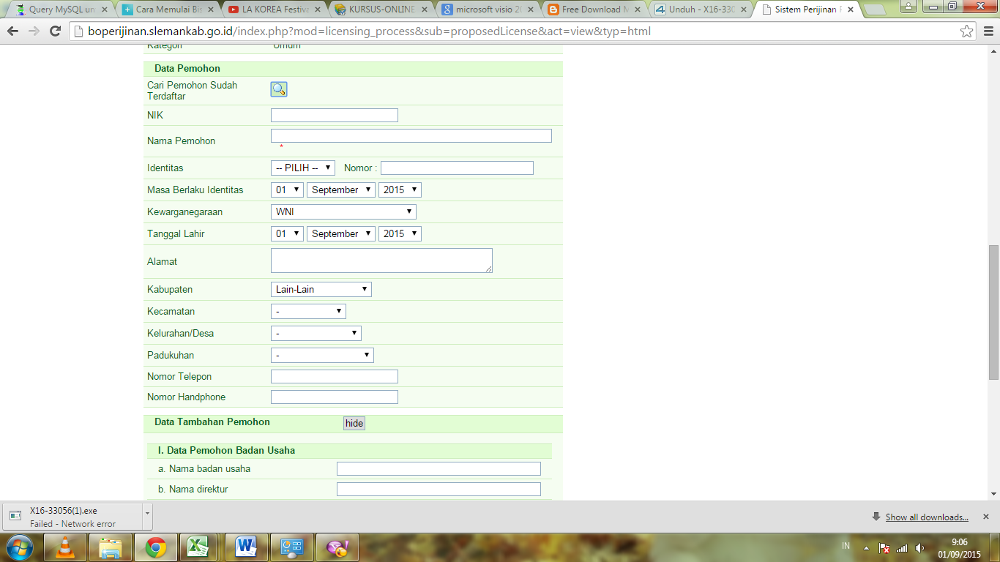 Query MySQL un
Cara Memulai Bis
LA KOREA Festiva
KURSUS-ONLINE
microsoft visio 20
Free Download M
Unduh - X16-330
Sistem Perijinan P
boperijinan.slemankab.go.id/index.php?mod=licensing_process&sub=proposedLicense&act=view&typ=html
Kategori Umum
Data Pemohon
Cari Pemohon Sudah
Terdaftar
NIK
Nama Pemohon
*
Identitas -- PILIH -- Nomor :
Masa Berlaku Identitas 01 September 2015
Kewarganegaraan WNI
Tanggal Lahir 01 September 2015
Alamat
Kabupaten Lain-Lain
Kecamatan -
Kelurahan/Desa -
Padukuhan -
Nomor Telepon
Nomor Handphone
Data Tambahan Pemohon hide
I. Data Pemohon Badan Usaha
a. Nama badan usaha
b. Nama direktur
X16-33056(1).exe
Failed - Network error
Show all downloads...
IN
9:06
01/09/2015